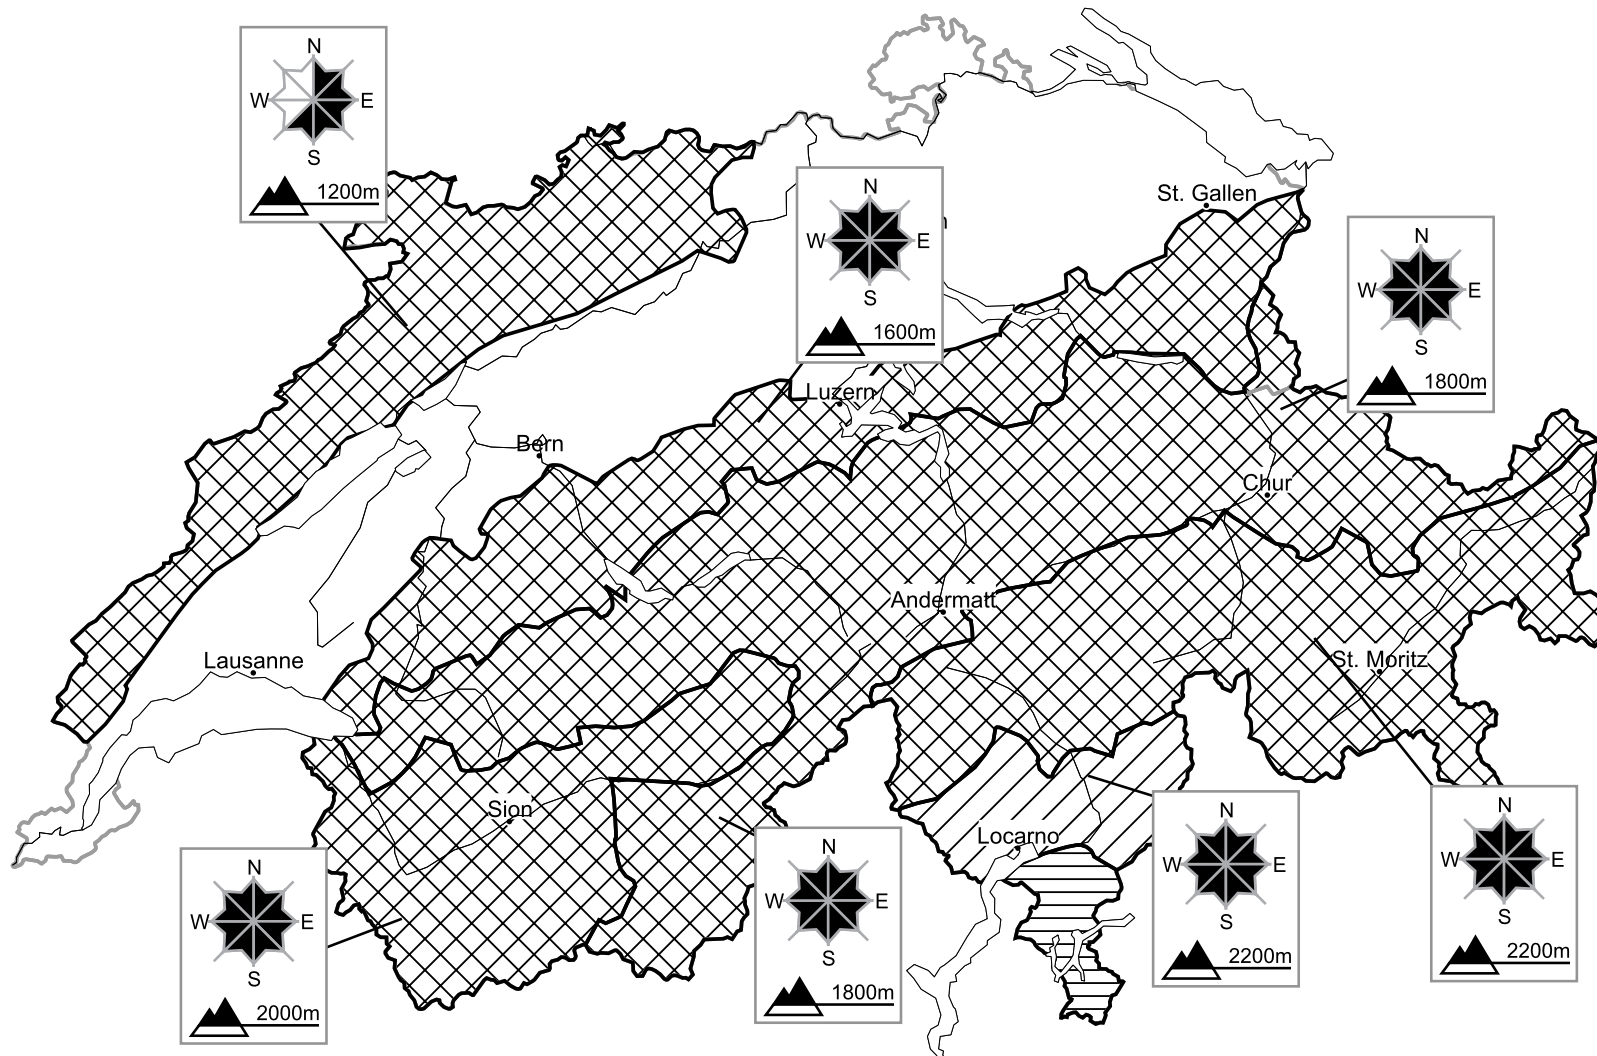 N
W E
S
1200m
N
W E
S
1600m
St. Gallen
N
W E
S
1800m
Luzern
Bern
Chur
Andermatt
Lausanne
St. Moritz
Sion
Locarno
N
W E
S
2000m
N
W E
S
1800m
N
W E
S
2200m
N
W E
S
2200m